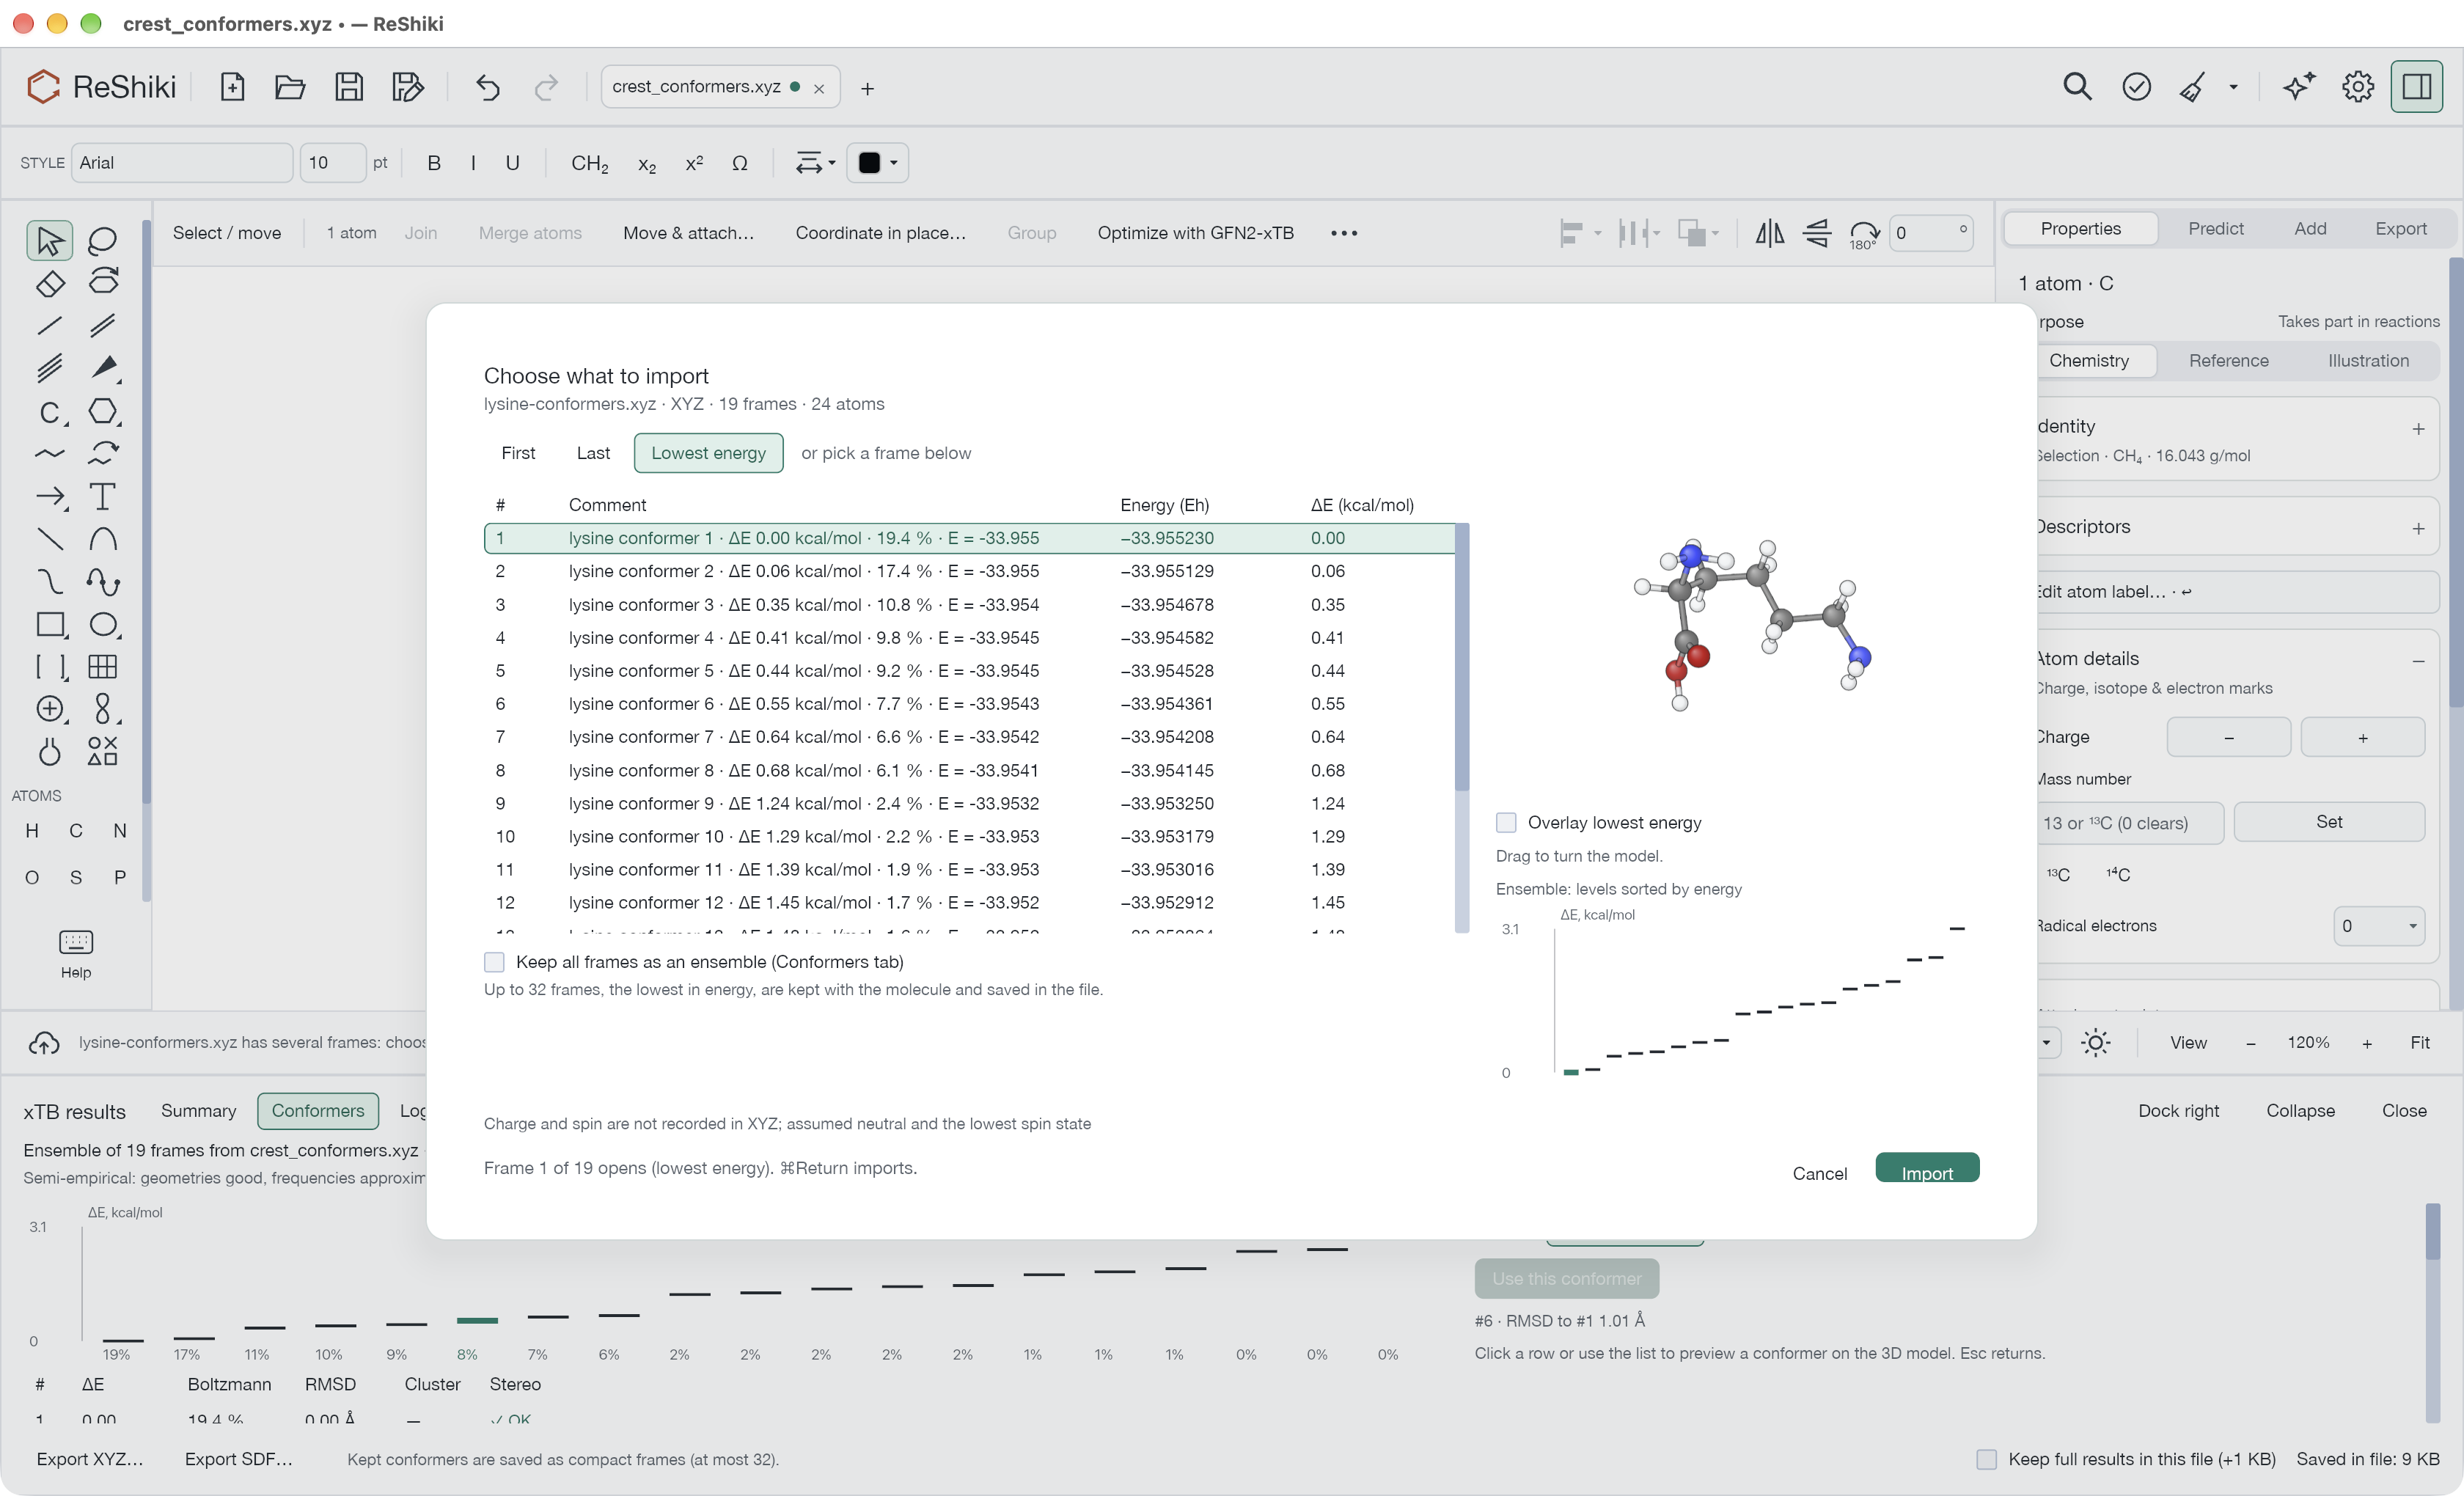 crest_conformers.xyz • — ReShiki
ReShiki
crest_conformers.xyz ● × +
STYLE Arial 10 pt B I U CH₂ x₂ x² Ω
Select / move 1 atom Join Merge atoms Move & attach... Coordinate in place... Group Optimize with GFN2-xTB ••• 180° 0 °
Properties Predict Add Export
1 atom · C
rpose Takes part in reactions
Chemistry Reference Illustration
dentity +
Selection · CH₄ · 16.043 g/mol
Descriptors +
Edit atom label... · ↩
Atom details −
Charge, isotope & electron marks
Charge − +
Mass number
13 or ¹³C (0 clears) Set
¹³C ¹⁴C
Radical electrons 0
C
T
ATOMS
H C N
O S P
Help
Choose what to import
lysine-conformers.xyz · XYZ · 19 frames · 24 atoms
First Last Lowest energy or pick a frame below
# Comment Energy (Eh) ΔE (kcal/mol)
1 lysine conformer 1 · ΔE 0.00 kcal/mol · 19.4 % · E = -33.955 −33.955230 0.00
2 lysine conformer 2 · ΔE 0.06 kcal/mol · 17.4 % · E = -33.955 −33.955129 0.06
3 lysine conformer 3 · ΔE 0.35 kcal/mol · 10.8 % · E = -33.954 −33.954678 0.35
4 lysine conformer 4 · ΔE 0.41 kcal/mol · 9.8 % · E = -33.9545 −33.954582 0.41
5 lysine conformer 5 · ΔE 0.44 kcal/mol · 9.2 % · E = -33.9545 −33.954528 0.44
6 lysine conformer 6 · ΔE 0.55 kcal/mol · 7.7 % · E = -33.9543 −33.954361 0.55
7 lysine conformer 7 · ΔE 0.64 kcal/mol · 6.6 % · E = -33.9542 −33.954208 0.64
8 lysine conformer 8 · ΔE 0.68 kcal/mol · 6.1 % · E = -33.9541 −33.954145 0.68
9 lysine conformer 9 · ΔE 1.24 kcal/mol · 2.4 % · E = -33.9532 −33.953250 1.24
10 lysine conformer 10 · ΔE 1.29 kcal/mol · 2.2 % · E = -33.953 −33.953179 1.29
11 lysine conformer 11 · ΔE 1.39 kcal/mol · 1.9 % · E = -33.953 −33.953016 1.39
12 lysine conformer 12 · ΔE 1.45 kcal/mol · 1.7 % · E = -33.952 −33.952912 1.45
Keep all frames as an ensemble (Conformers tab)
Up to 32 frames, the lowest in energy, are kept with the molecule and saved in the file.
Overlay lowest energy
Drag to turn the model.
Ensemble: levels sorted by energy
ΔE, kcal/mol
3.1
0
Charge and spin are not recorded in XYZ; assumed neutral and the lowest spin state
Frame 1 of 19 opens (lowest energy). ⌘Return imports.
Cancel Import
lysine-conformers.xyz has several frames: choos
View − 120% + Fit
xTB results Summary Conformers Log
Dock right Collapse Close
Ensemble of 19 frames from crest_conformers.xyz
Semi-empirical: geometries good, frequencies approxim
ΔE, kcal/mol
3.1
0
19% 17% 11% 10% 9% 8% 7% 6% 2% 2% 2% 2% 2% 1% 1% 1% 0% 0% 0%
Use this conformer
#6 · RMSD to #1 1.01 Å
Click a row or use the list to preview a conformer on the 3D model. Esc returns.
# ΔE Boltzmann RMSD Cluster Stereo
1 0.00 19.4 % 0.00 Å — ✓ OK
Export XYZ... Export SDF... Kept conformers are saved as compact frames (at most 32).
Keep full results in this file (+1 KB) Saved in file: 9 KB